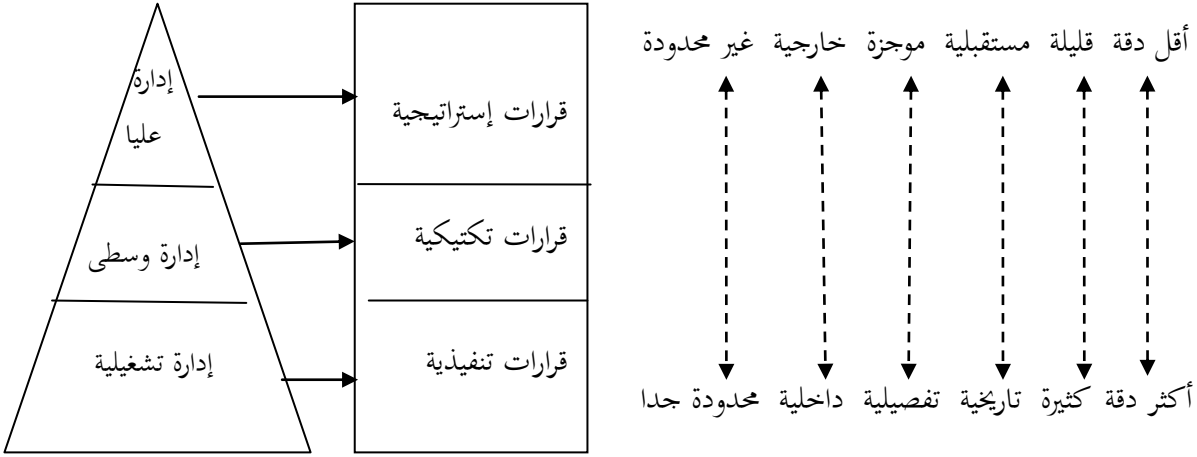 أقل دقة قليلة مستقبلية موجزة خارجية غير محدودة
إدارة
عليا
قرارات إستراتيجية
إدارة وسطى
قرارات تكتيكية
إدارة تشغيلية
قرارات تنفيذية
أكثر دقة كثيرة تاريخية تفصيلية داخلية محدودة جدا